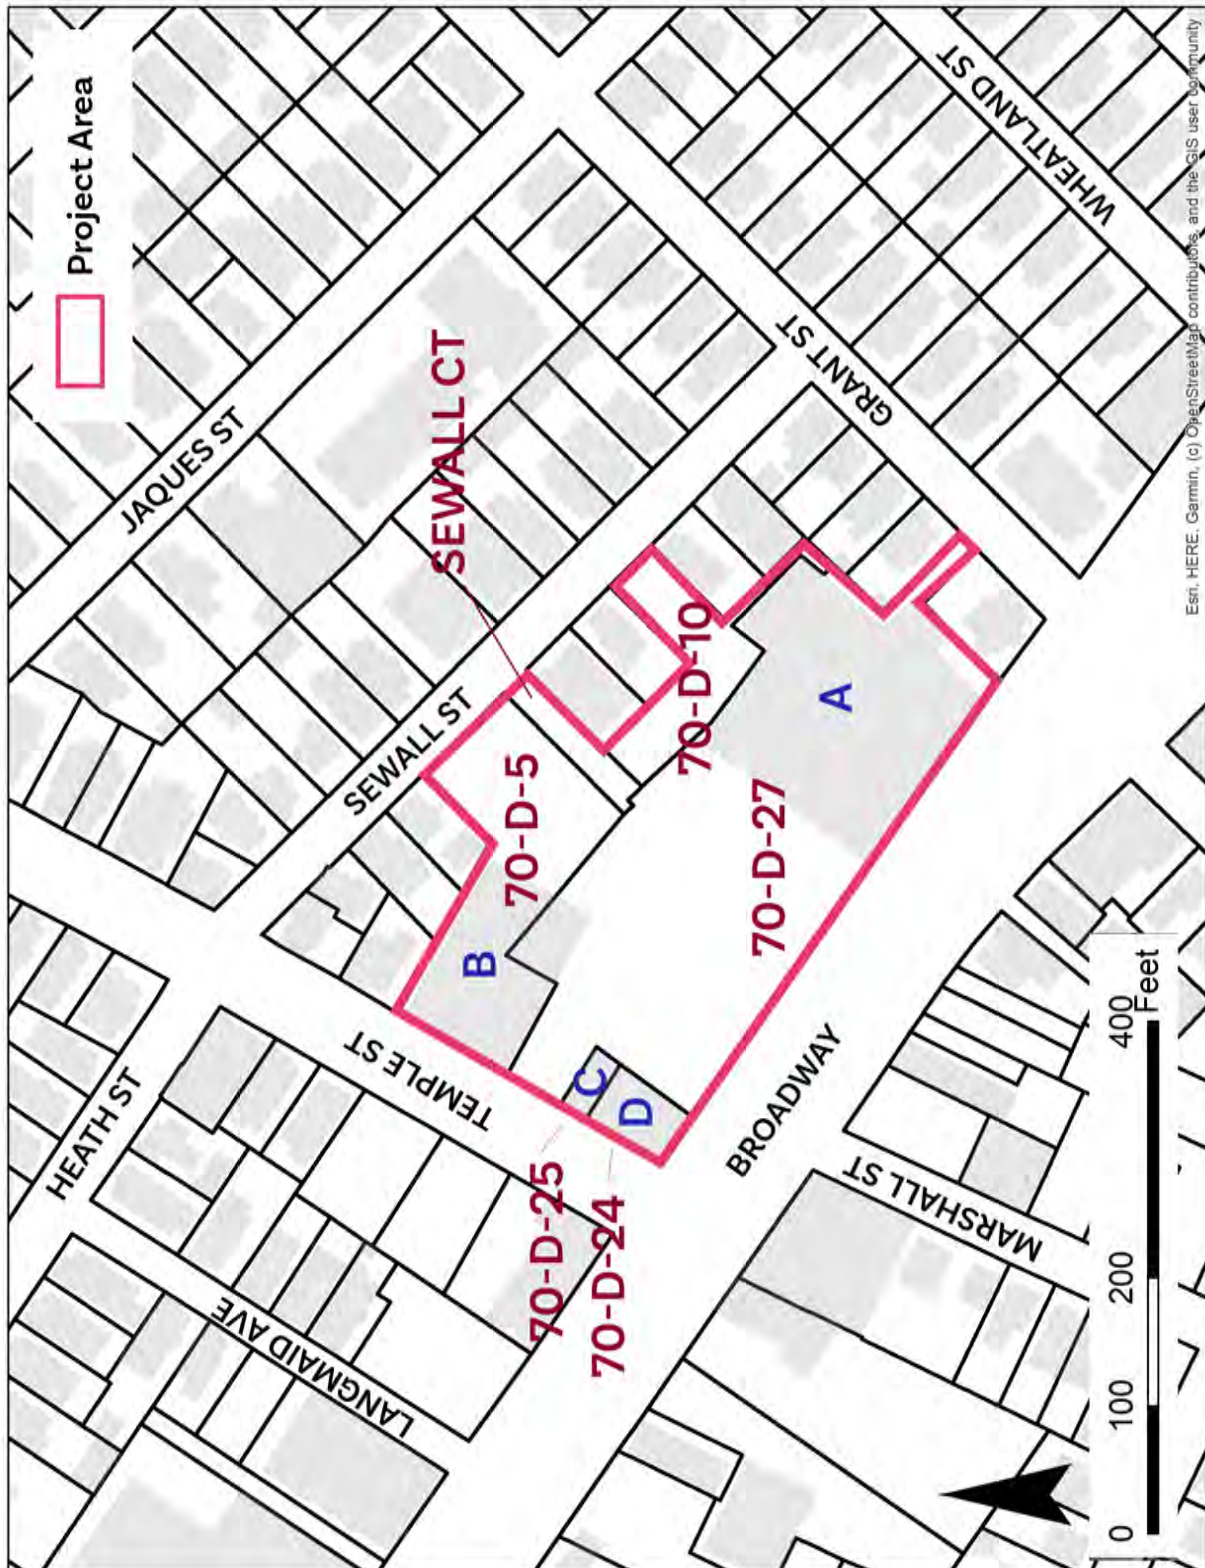 Project Area
JAQUES ST
WHEATLAND ST
SEWALL CT
GRANT ST
SEWALL ST
HEATH ST
TEMPLE ST
LANGMAID AVE
BROADWAY
MARSHALL ST
70-D-5
70-D-10
70-D-27
70-D-25
70-D-24
A
B
C
D
0 100 200 400
Feet
Esri, HERE, Garmin, (c) OpenStreetMap contributors, and the GIS user community